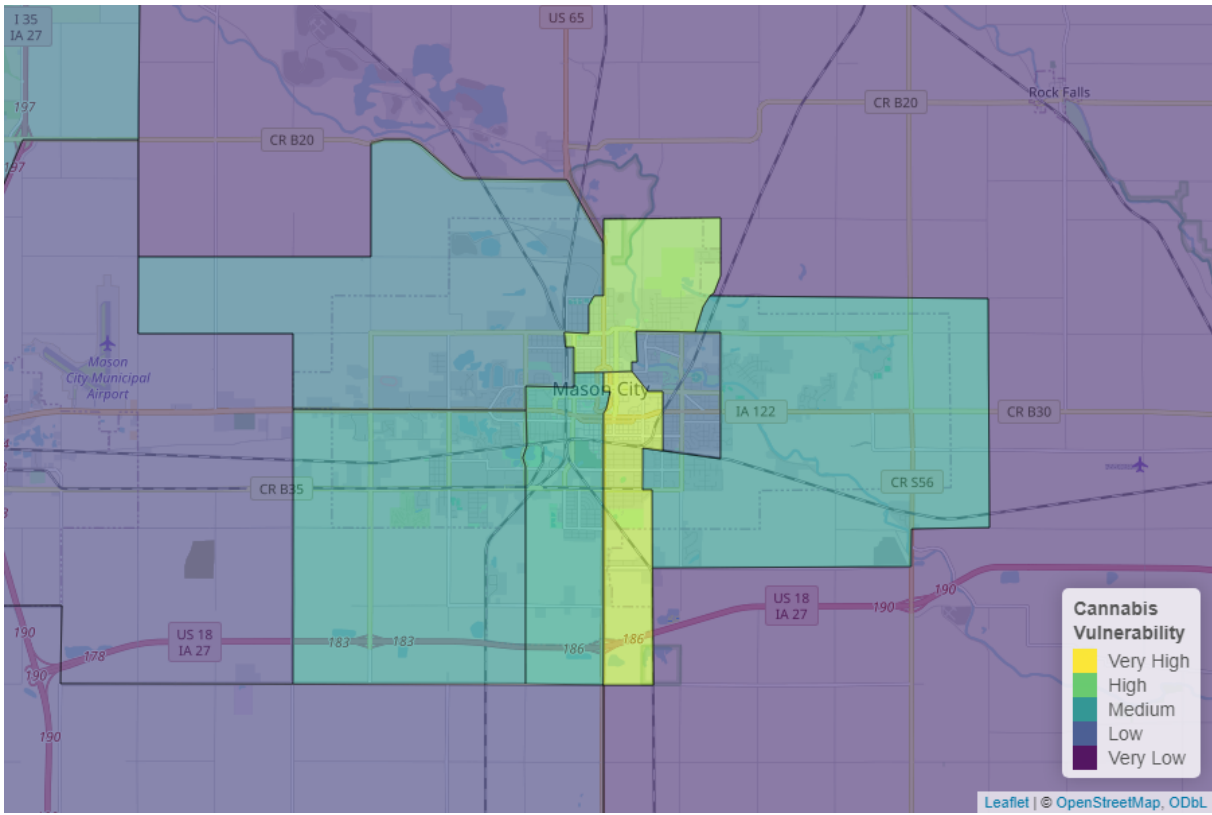 I 35
IA 27
US 65
197
CR B20
Rock Falls
CR B20
197
Mason
City Municipal
Airport
Mason City
IA 122
CR B30
CR B35
CR S56
190
US 18
IA 27
190
190
US 18
IA 27
183
183
186
186
178
190
190
Cannabis
Vulnerability
Very High
High
Medium
Low
Very Low
Leaflet | © OpenStreetMap, ODbL